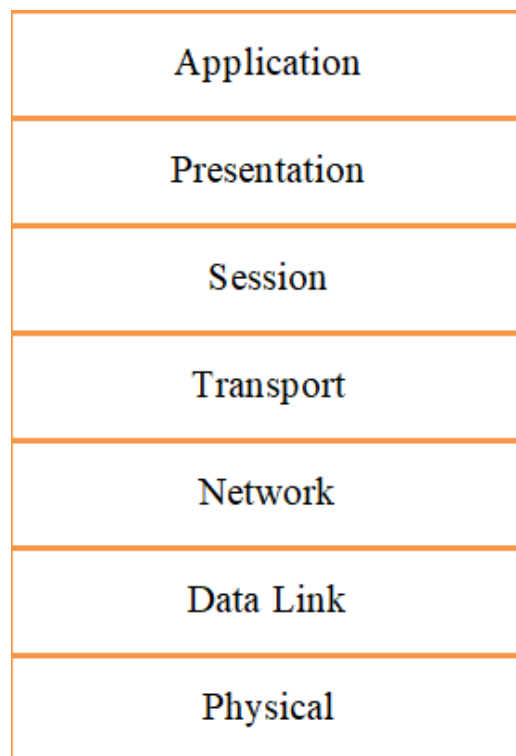 Application
Presentation
Session
Transport
Network
Data Link
Physical